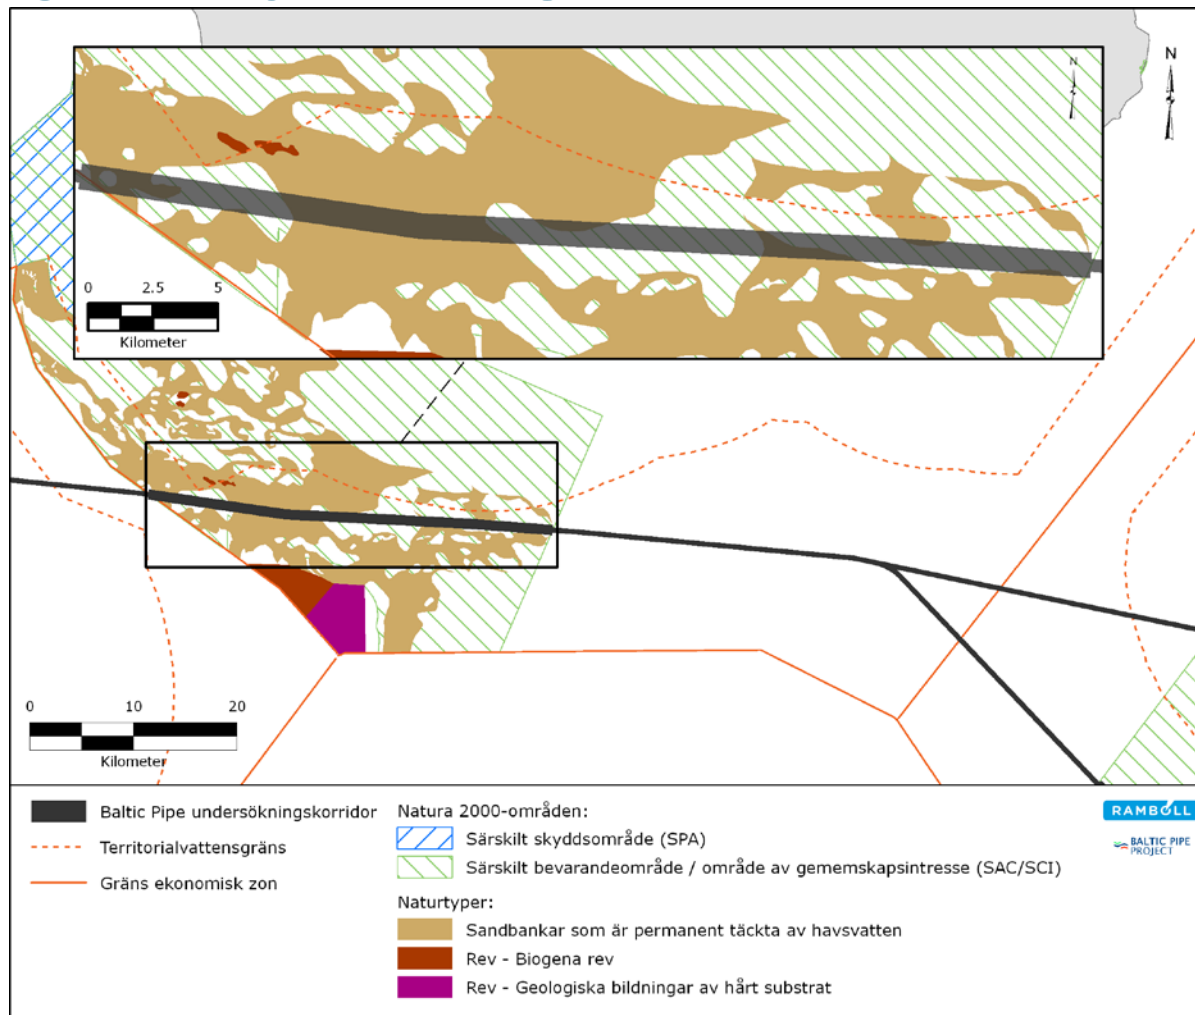 N
N
0 2.5 5
Kilometer
0 10 20
Kilometer
Baltic Pipe undersökningskorridor
Territorialvattensgräns
Gräns ekonomisk zon
Natura 2000-områden:
Särskilt skyddsområde (SPA)
Särskilt bevarandeområde / område av gememskapsintresse (SAC/SCI)
Naturtyper:
Sandbankar som är permanent täckta av havsvatten
Rev - Biogena rev
Rev - Geologiska bildningar av hårt substrat
RAMBOLL
BALTIC PIPE
PROJECT